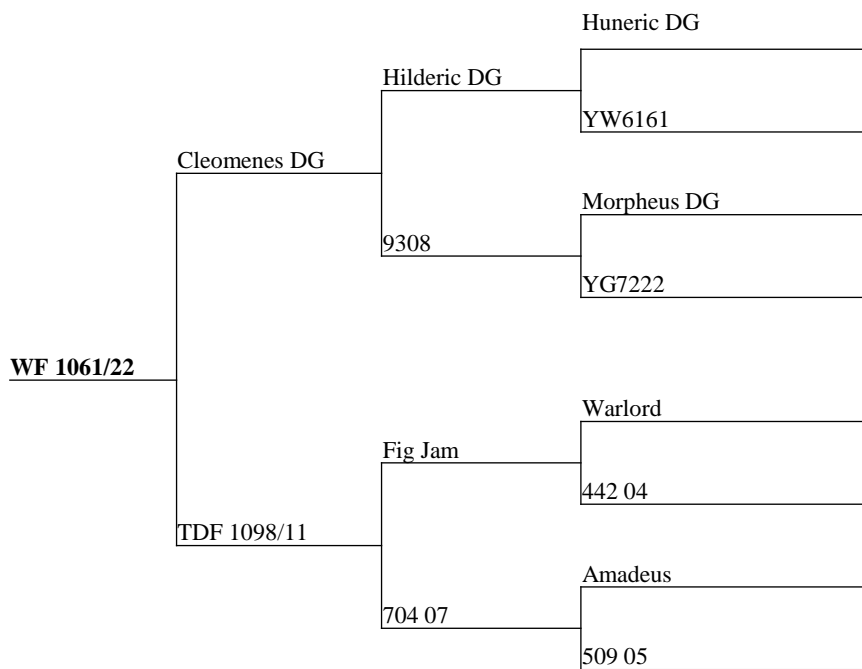 Huneric DG
Hilderic DG
YW6161
Cleomenes DG
Morpheus DG
9308
YG7222
WF 1061/22
Warlord
Fig Jam
442 04
TDF 1098/11
Amadeus
704 07
509 05